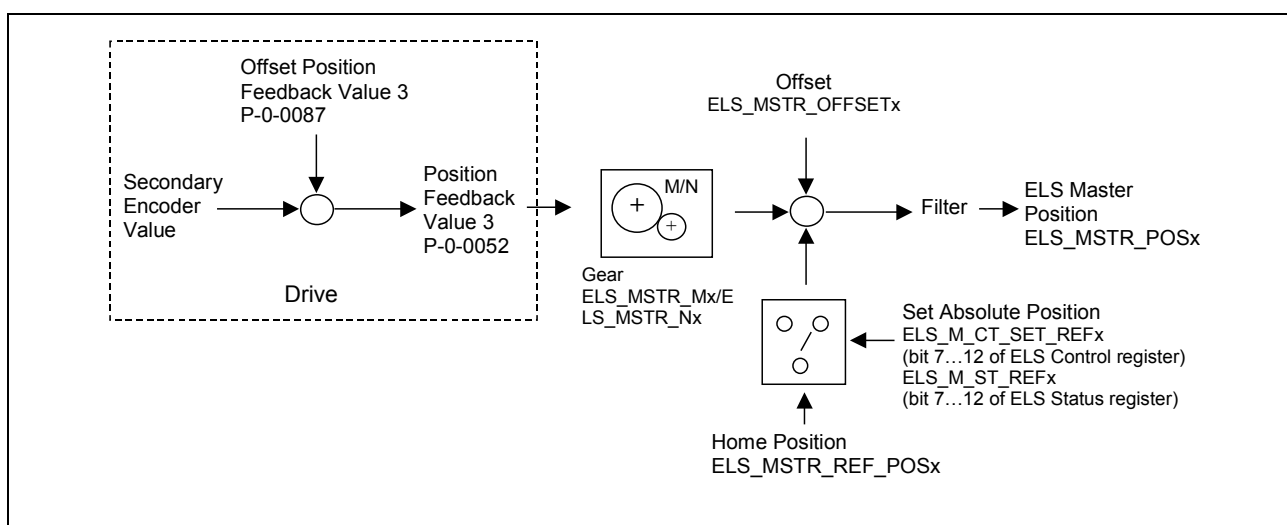 Offset Position
Feedback Value 3
P-0-0087
Secondary
Encoder
Value
Position
Feedback
Value 3
P-0-0052
Drive
M/N
+
+
Gear
ELS_MSTR_Mx/E
LS_MSTR_Nx
Offset
ELS_MSTR_OFFSETx
Filter
ELS Master
Position
ELS_MSTR_POSx
Set Absolute Position
ELS_M_CT_SET_REFx
(bit 7…12 of ELS Control register)
ELS_M_ST_REFx
(bit 7…12 of ELS Status register)
Home Position
ELS_MSTR_REF_POSx